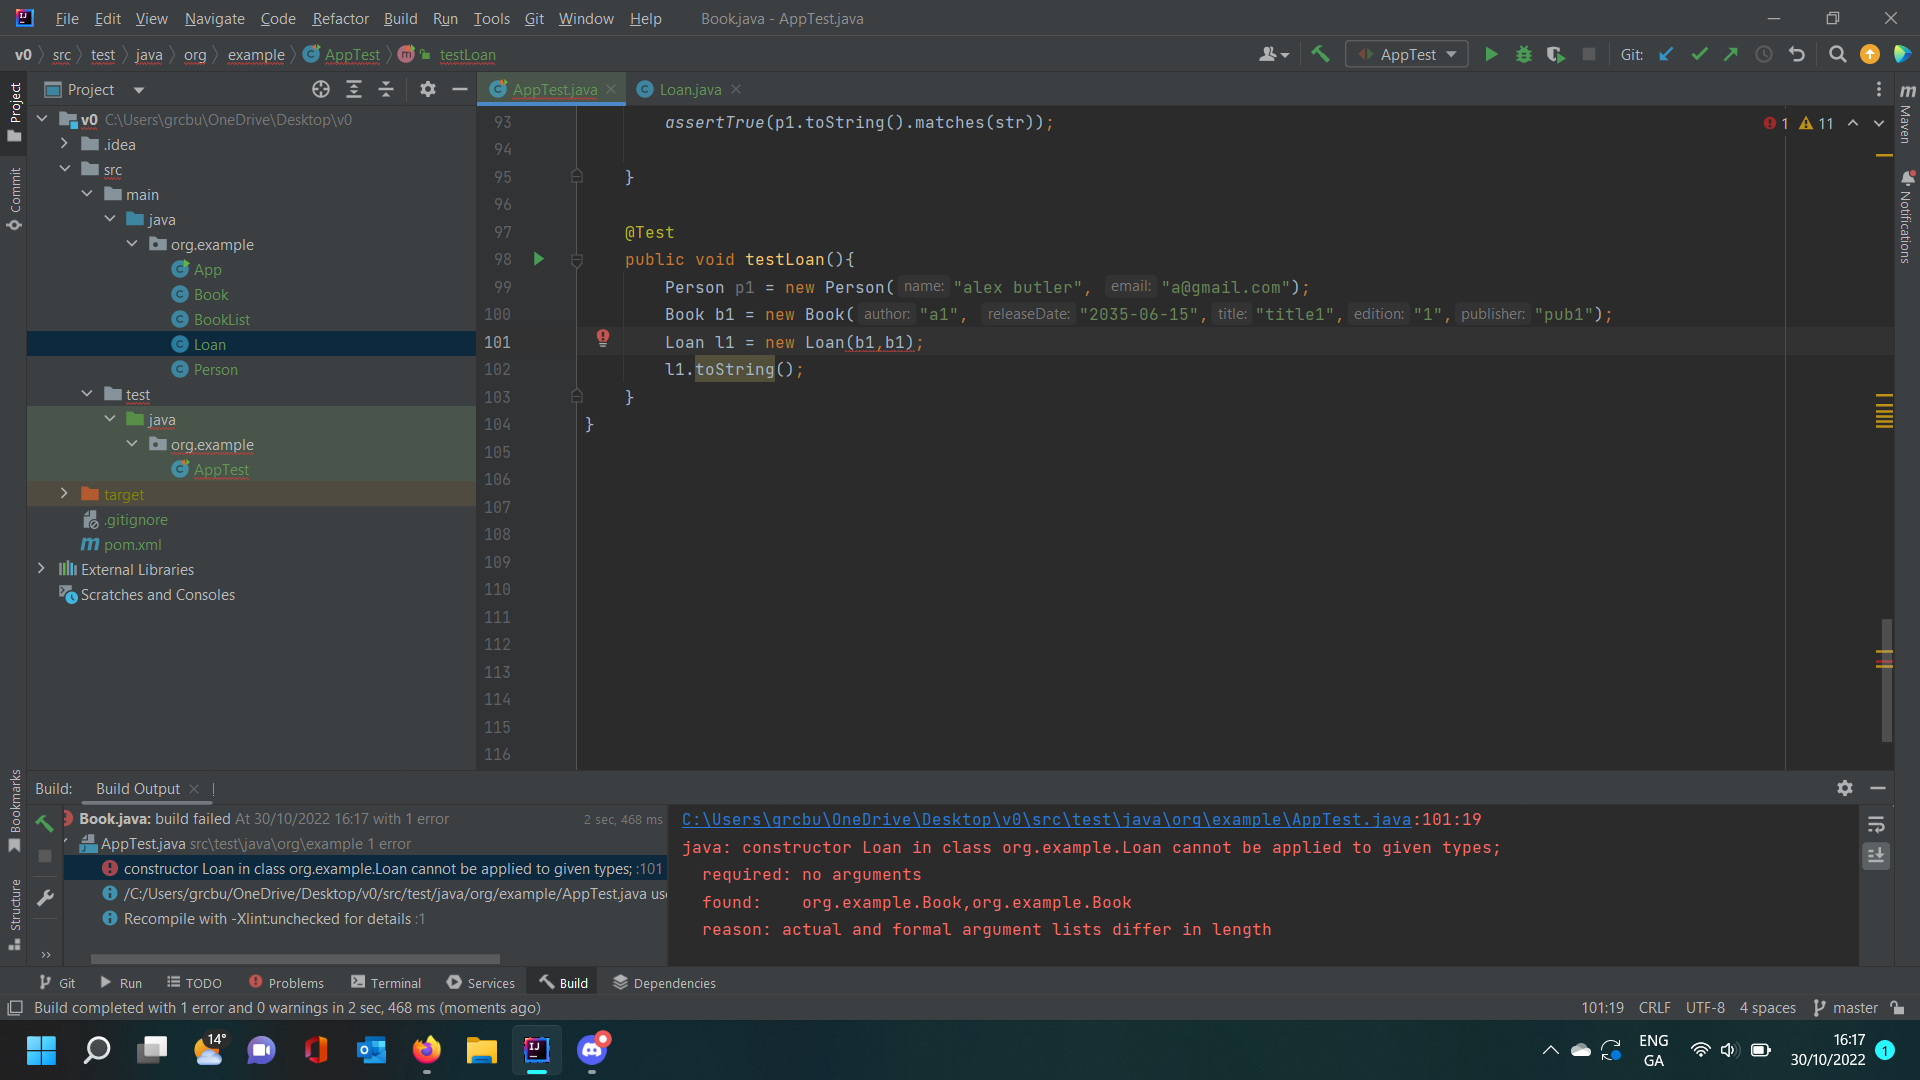 File Edit View Navigate Code Refactor Build Run Tools Git Window Help Book.java - AppTest.java
v0 src test java org example AppTest m testLoan AppTest Git:
Project AppTest.java Loan.java
Project
Commit
Bookmarks
Structure
v0 C:\Users\grcbu\OneDrive\Desktop\v0
.idea
src
main
java
org.example
App
Book
BookList
Loan
Person
test
java
org.example
AppTest
target
.gitignore
pom.xml
External Libraries
Scratches and Consoles
93 assertTrue(p1.toString().matches(str));
94
95 }
96
97 @Test
98 public void testLoan(){
99 Person p1 = new Person( name: "alex butler", email: "a@gmail.com");
100 Book b1 = new Book( author: "a1", releaseDate: "2035-06-15", title: "title1", edition: "1", publisher: "pub1");
101 Loan l1 = new Loan(b1,b1);
102 l1.toString();
103 }
104 }
105
106
107
108
109
110
111
112
113
114
115
116
1 11
Maven
Notifications
Build: Build Output
Book.java: build failed At 30/10/2022 16:17 with 1 error 2 sec, 468 ms
AppTest.java src\test\java\org\example 1 error
constructor Loan in class org.example.Loan cannot be applied to given types; :101
/C:/Users/grcbu/OneDrive/Desktop/v0/src/test/java/org/example/AppTest.java use
Recompile with -Xlint:unchecked for details :1
C:\Users\grcbu\OneDrive\Desktop\v0\src\test\java\org\example\AppTest.java:101:19
java: constructor Loan in class org.example.Loan cannot be applied to given types;
required: no arguments
found: org.example.Book,org.example.Book
reason: actual and formal argument lists differ in length
Git Run TODO Problems Terminal Services Build Dependencies
Build completed with 1 error and 0 warnings in 2 sec, 468 ms (moments ago) 101:19 CRLF UTF-8 4 spaces master
14°
ENG
GA
16:17
30/10/2022
1